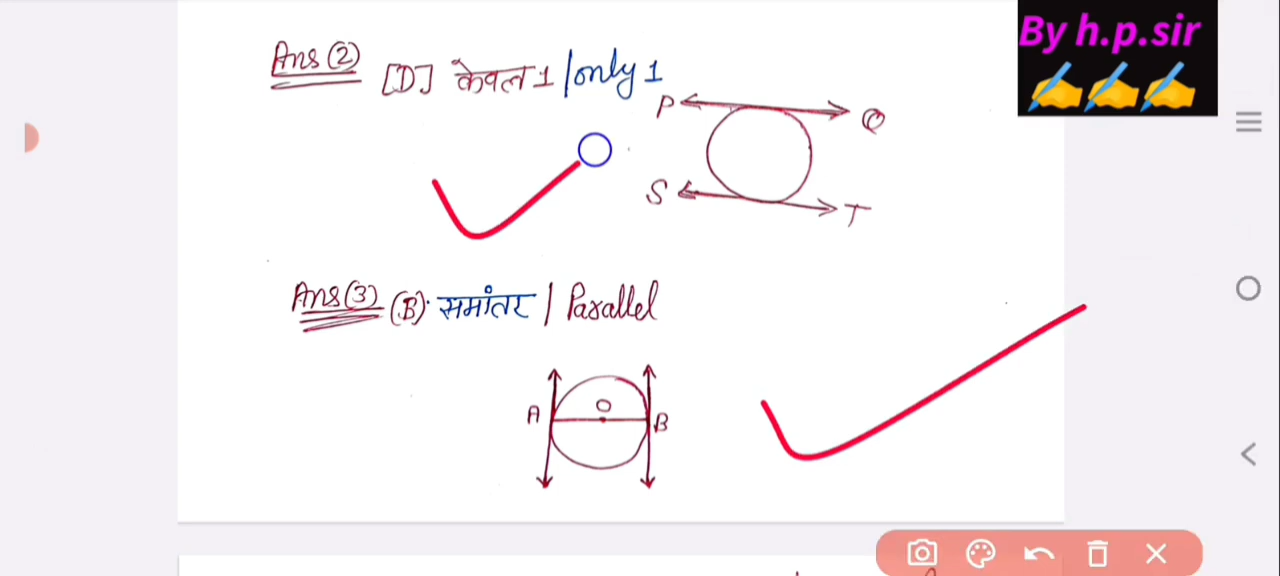 By h.p.sir
Ans (2) [D] केवल 1 / only 1
P Q
S T
Ans (3) (B). समांतर | Parallel
A O B